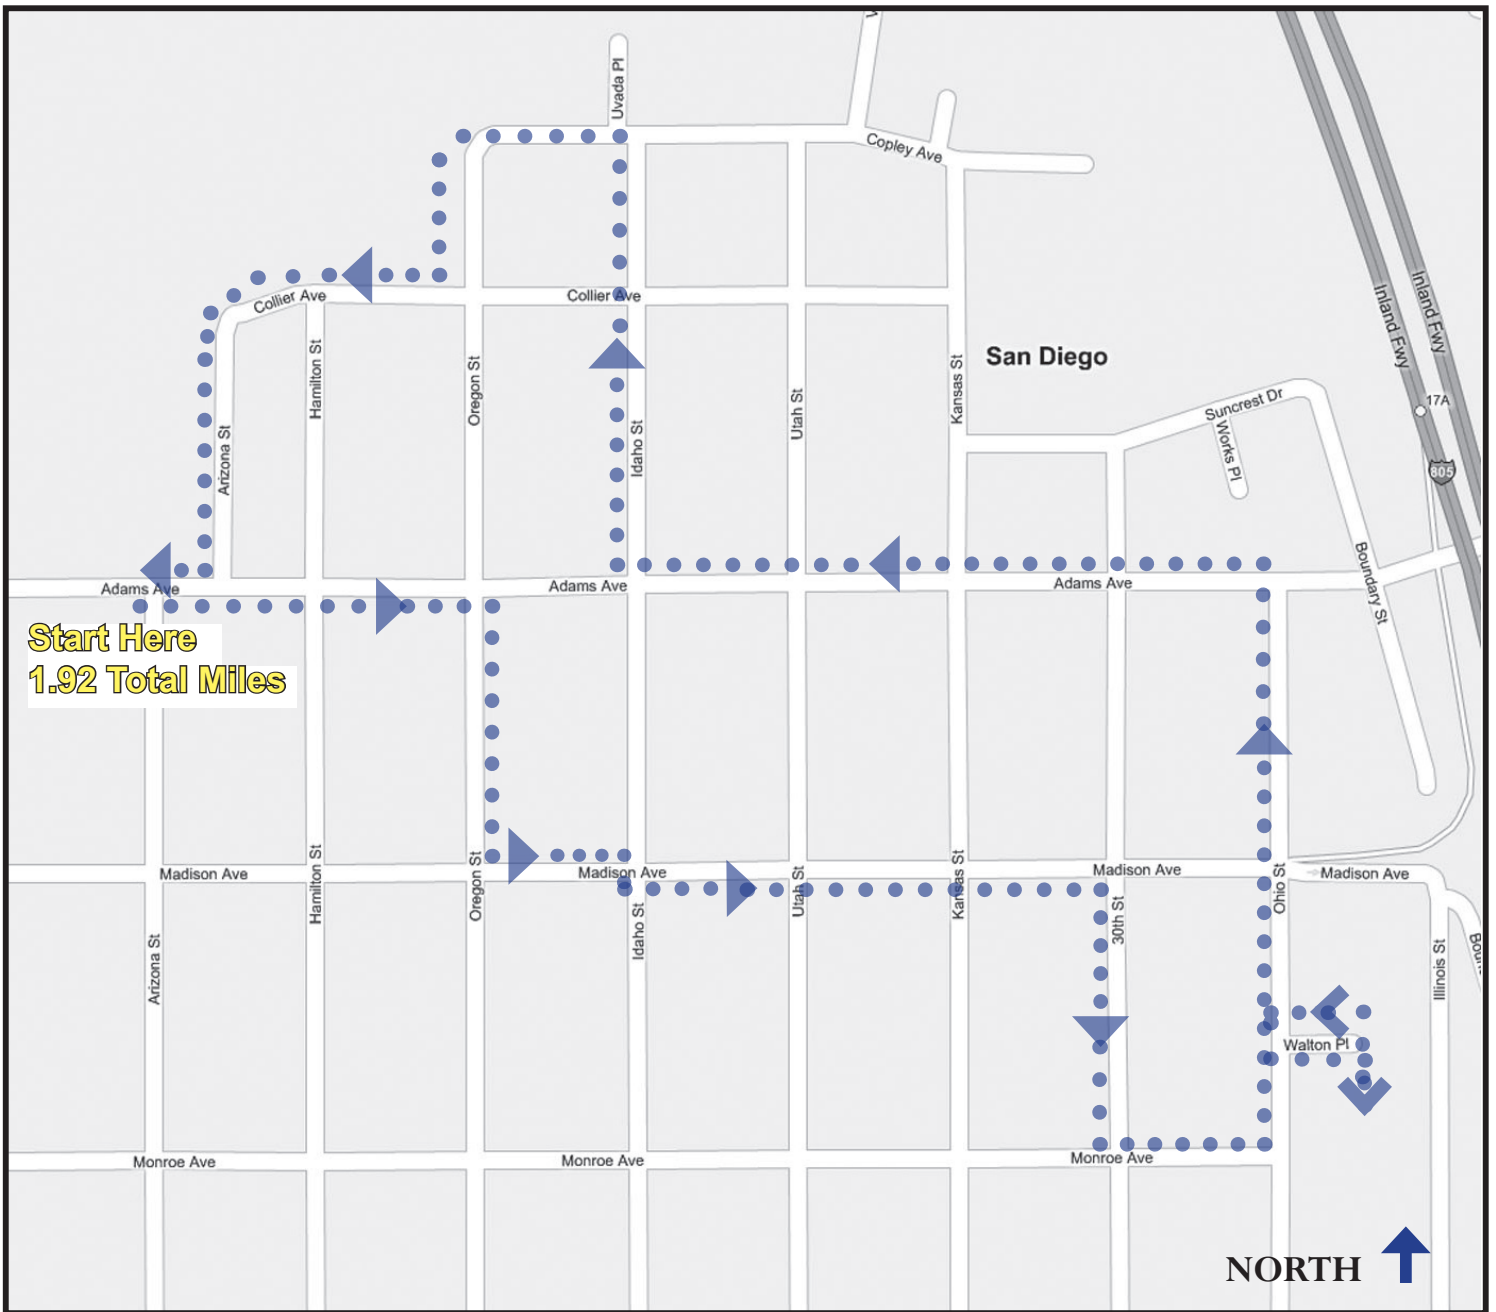 Uvada Pl
Copley Ave
Collier Ave
Collier Ave
Inland Fwy
Inland Fwy
San Diego
Hamilton St
Oregon St
Utah St
Kansas St
Suncrest Dr
Works Pl
17A
805
Arizona St
Idaho St
Adams Ave
Adams Ave
Adams Ave
Boundary St
Start Here
1.92 Total Miles
Madison Ave
Madison Ave
Madison Ave
Madison Ave
Hamilton St
Oregon St
Utah St
Kansas St
Ohio St
30th St
Idaho St
Arizona St
Illinois St
Walton Pl
Monroe Ave
Monroe Ave
Monroe Ave
NORTH